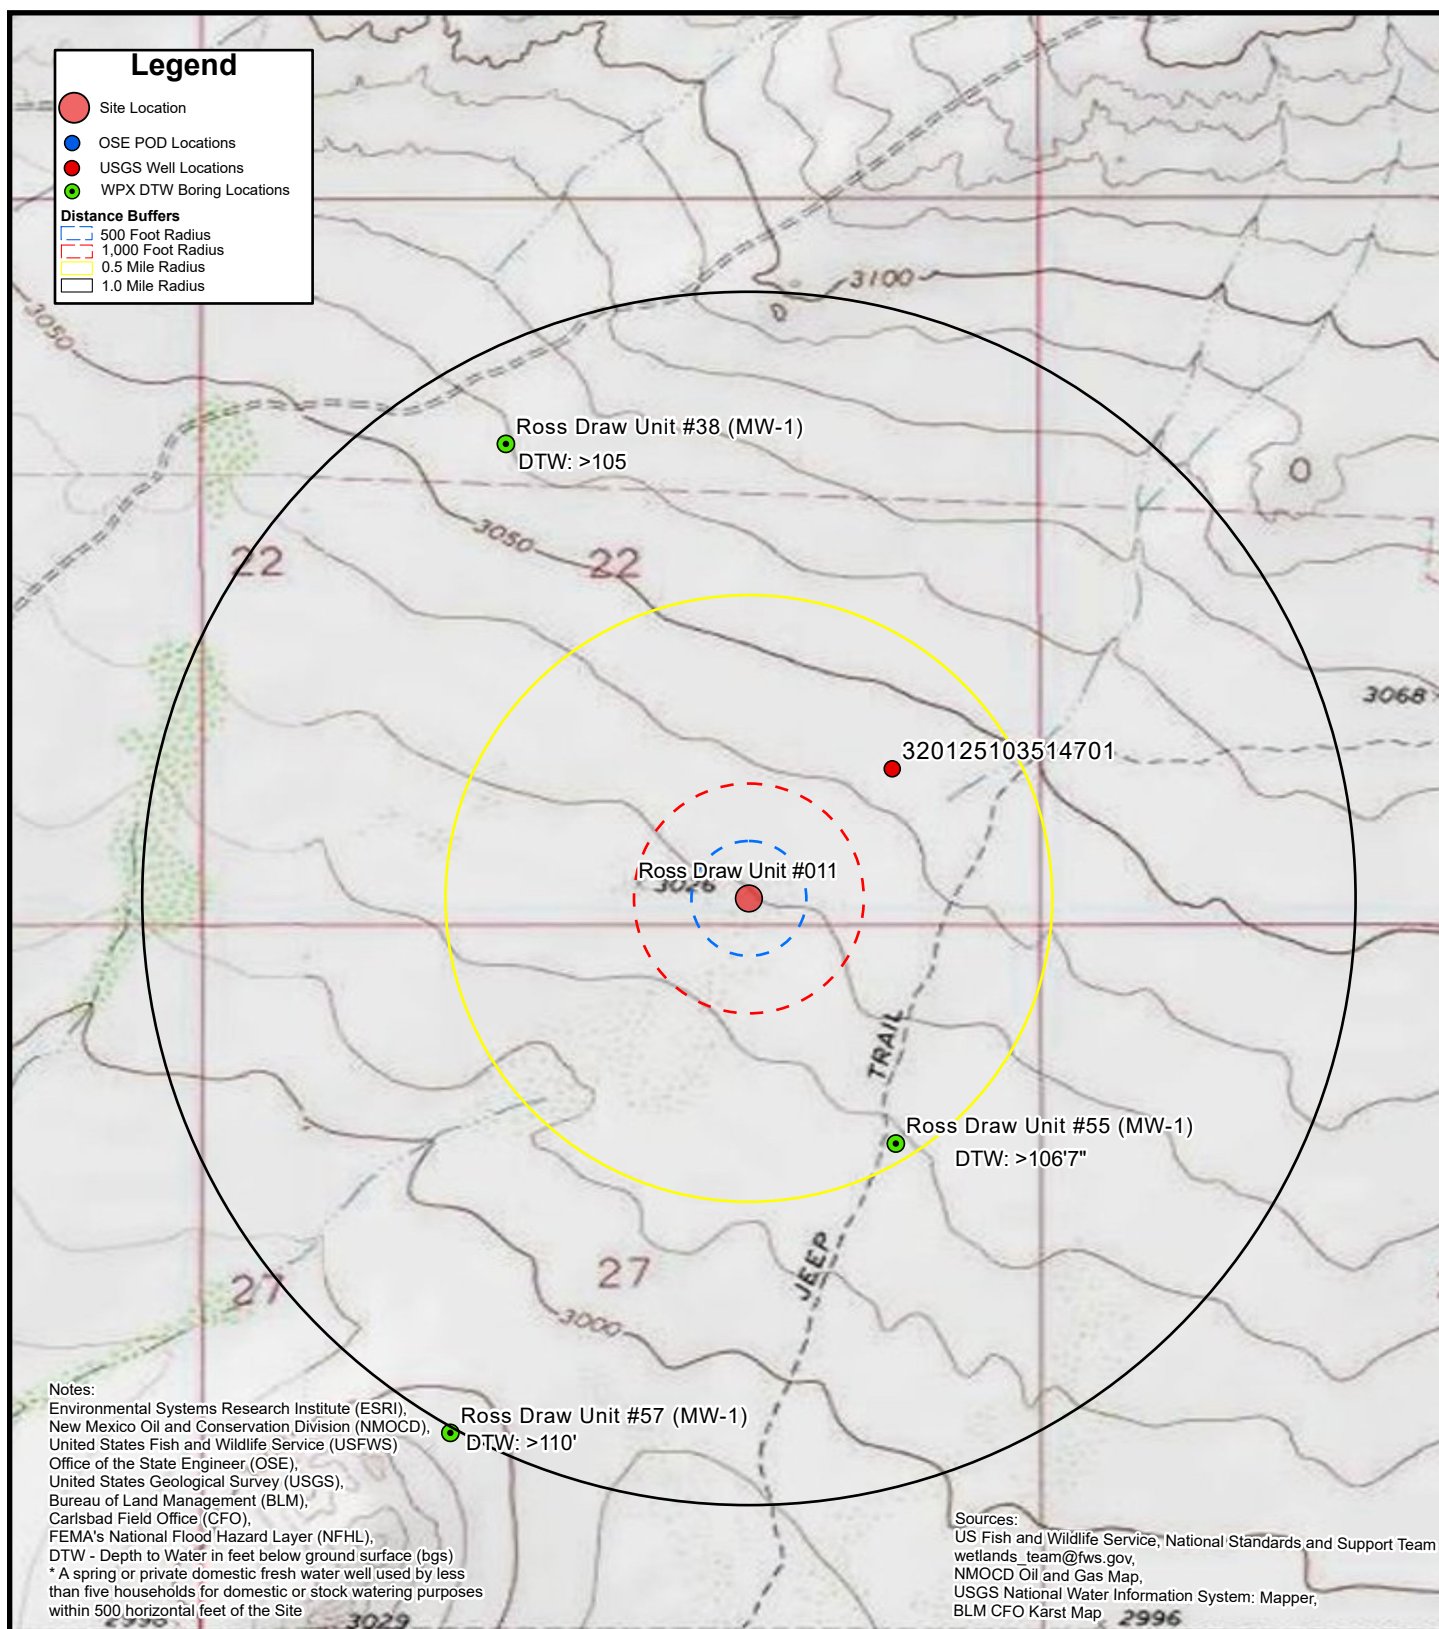 Legend
Site Location
OSE POD Locations
USGS Well Locations
WPX DTW Boring Locations
Distance Buffers
500 Foot Radius
1,000 Foot Radius
0.5 Mile Radius
1.0 Mile Radius
3100
3050
Ross Draw Unit #38 (MW-1)
DTW: >105
3050
22
22
3068
320125103514701
Ross Draw Unit #011
3026
TRAIL
Ross Draw Unit #55 (MW-1)
DTW: >106'7"
JEEP
27
27
3000
Ross Draw Unit #57 (MW-1)
DTW: >110'
Notes:
Environmental Systems Research Institute (ESRI),
New Mexico Oil and Conservation Division (NMOCD),
United States Fish and Wildlife Service (USFWS)
Office of the State Engineer (OSE),
United States Geological Survey (USGS),
Bureau of Land Management (BLM),
Carlsbad Field Office (CFO),
FEMA's National Flood Hazard Layer (NFHL),
DTW - Depth to Water in feet below ground surface (bgs)
* A spring or private domestic fresh water well used by less
than five households for domestic or stock watering purposes
within 500 horizontal feet of the Site
3029
Sources:
US Fish and Wildlife Service, National Standards and Support Team
wetlands_team@fws.gov,
NMOCD Oil and Gas Map,
USGS National Water Information System: Mapper,
BLM CFO Karst Map
2996